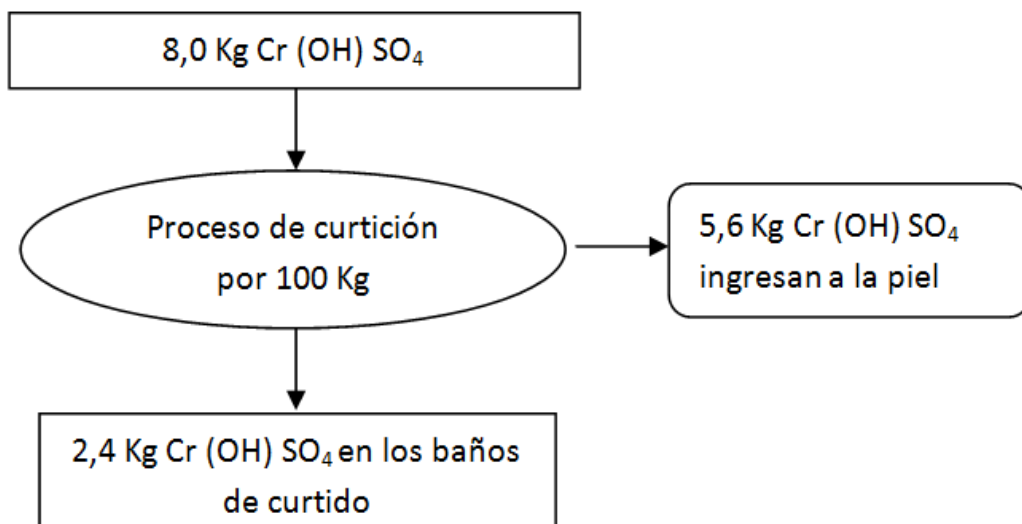 8,0 Kg Cr (OH) SO₄
Proceso de curtición
por 100 Kg
5,6 Kg Cr (OH) SO₄
ingresan a la piel
2,4 Kg Cr (OH) SO₄ en los baños
de curtido